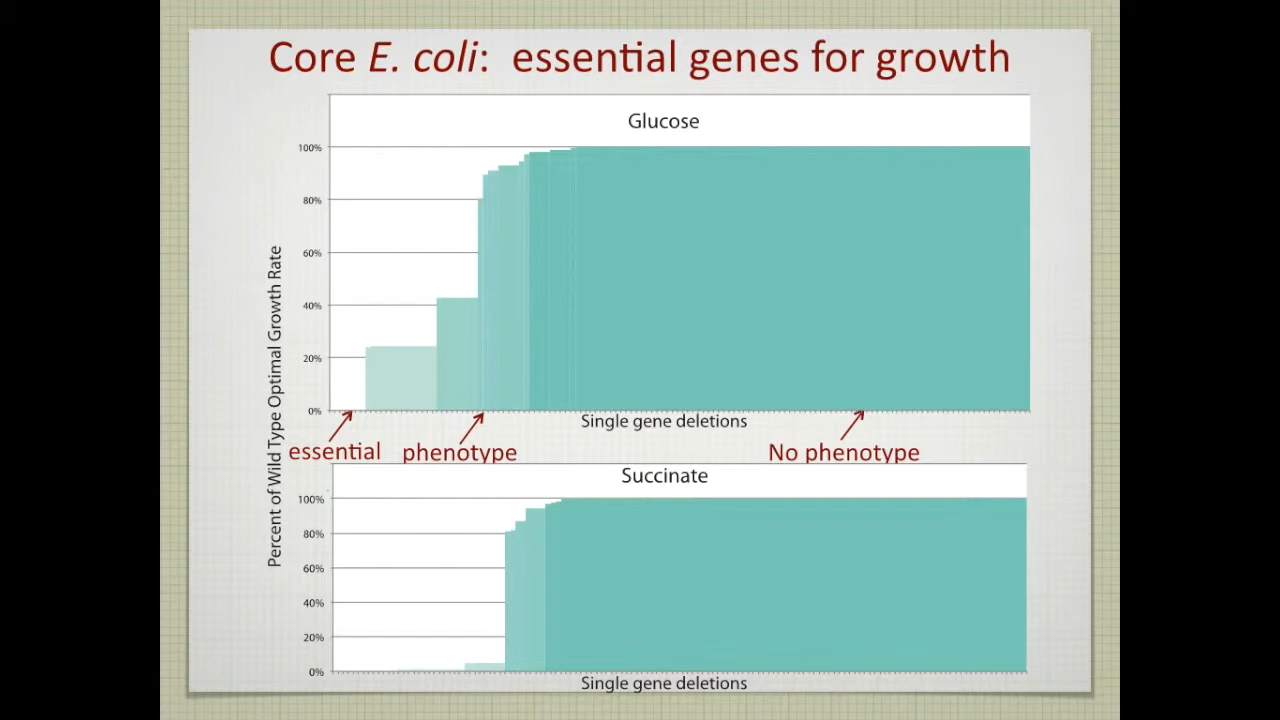 Core E. coli: essential genes for growth
Percent of Wild Type Optimal Growth Rate
Glucose
100%
80%
60%
40%
20%
0%
Single gene deletions
essential
phenotype
No phenotype
Succinate
100%
80%
60%
40%
20%
0%
Single gene deletions